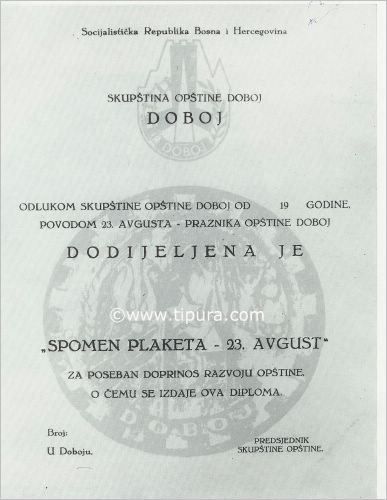 Socijalistička Republika Bosna i Hercegovina
SKUPŠTINA OPŠTINE DOBOJ
DOBOJ
DOBOJ
ODLUKOM SKUPŠTINE OPŠTINE DOBOJ OD 19 GODINE,
POVODOM 23. AVGUSTA - PRAZNIKA OPŠTINE DOBOJ
DODIJELJENA JE
©www.tipura.com
„SPOMEN PLAKETA - 23. AVGUST“
ZA POSEBAN DOPRINOS RAZVOJU OPŠTINE.
O ČEMU SE IZDAJE OVA DIPLOMA.
DOBOJ
Broj:
U Doboju,
PREDSJEDNIK
SKUPŠTINE OPŠTINE,